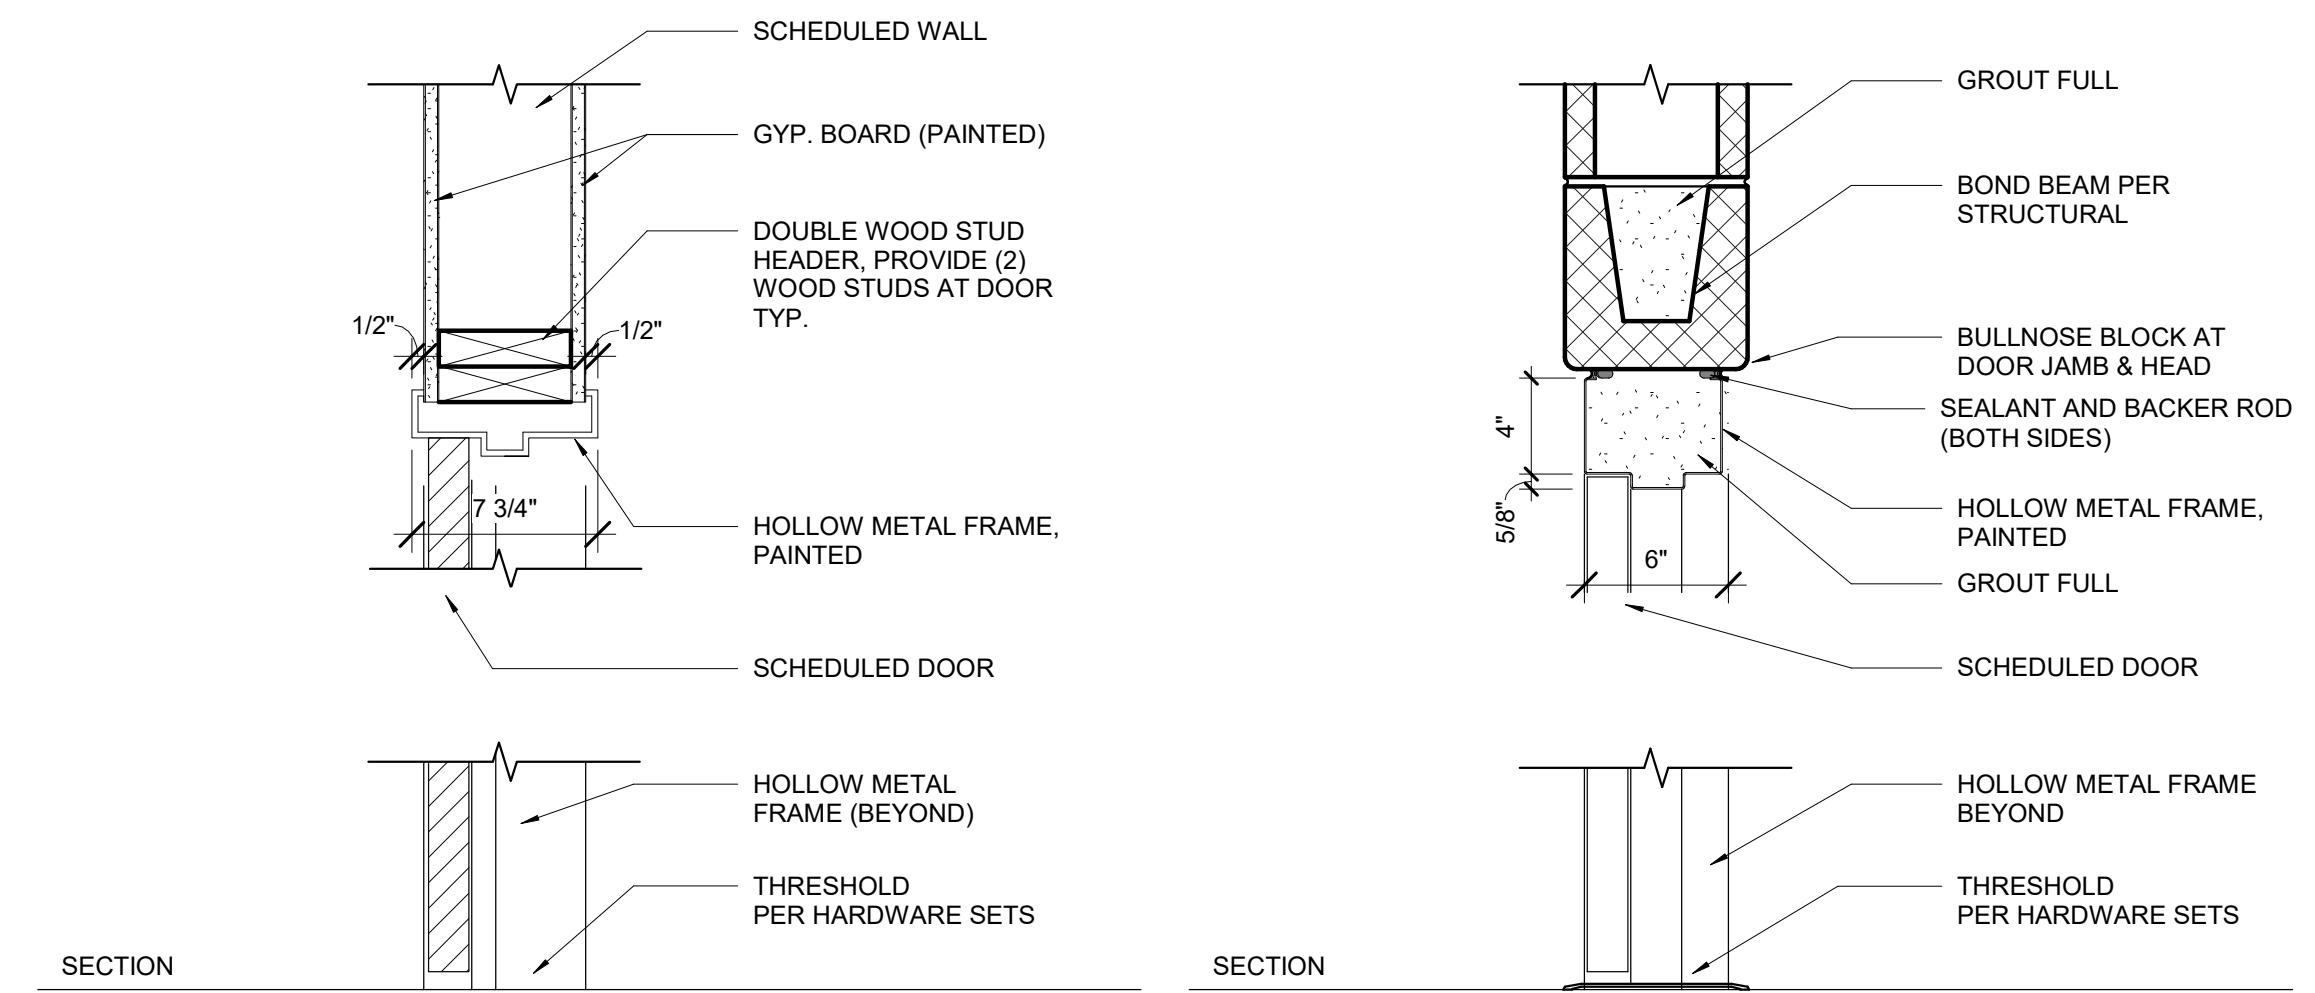 SCHEDULED WALL
GYP. BOARD (PAINTED)
DOUBLE WOOD STUD
HEADER, PROVIDE (2)
WOOD STUDS AT DOOR
TYP.
1/2"
1/2"
7 3/4"
HOLLOW METAL FRAME,
PAINTED
SCHEDULED DOOR
HOLLOW METAL
FRAME (BEYOND)
THRESHOLD
PER HARDWARE SETS
SECTION
GROUT FULL
BOND BEAM PER
STRUCTURAL
BULLNOSE BLOCK AT
DOOR JAMB & HEAD
SEALANT AND BACKER ROD
(BOTH SIDES)
4"
5/8"
6"
HOLLOW METAL FRAME,
PAINTED
GROUT FULL
SCHEDULED DOOR
HOLLOW METAL FRAME
BEYOND
THRESHOLD
PER HARDWARE SETS
SECTION